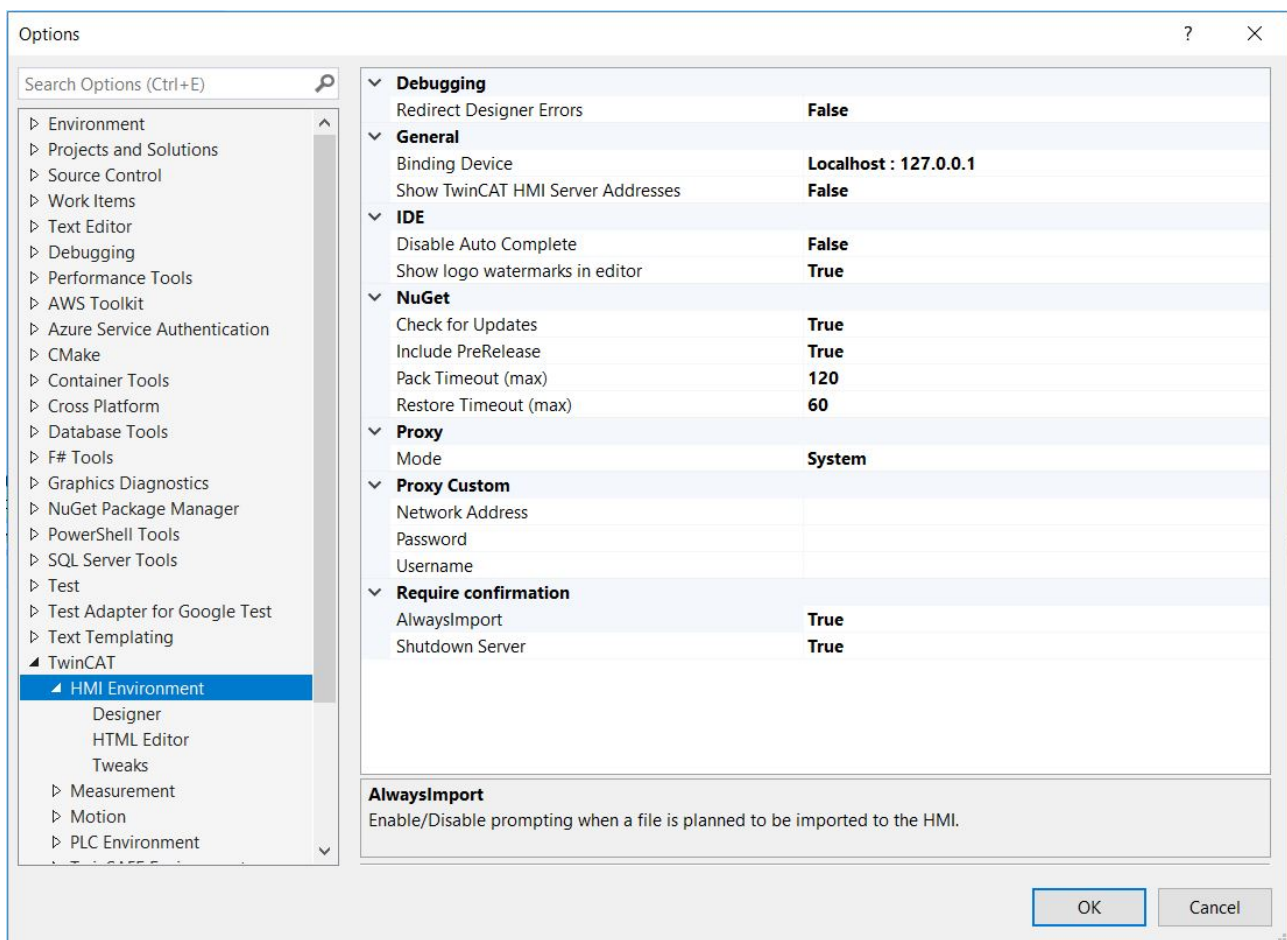 Options
?
Search Options (Ctrl+E)
Environment
Projects and Solutions
Source Control
Work Items
Text Editor
Debugging
Performance Tools
AWS Toolkit
Azure Service Authentication
CMake
Container Tools
Cross Platform
Database Tools
F# Tools
Graphics Diagnostics
NuGet Package Manager
PowerShell Tools
SQL Server Tools
Test
Test Adapter for Google Test
Text Templating
TwinCAT
HMI Environment
Designer
HTML Editor
Tweaks
Measurement
Motion
PLC Environment
Debugging
Redirect Designer Errors False
General
Binding Device Localhost : 127.0.0.1
Show TwinCAT HMI Server Addresses False
IDE
Disable Auto Complete False
Show logo watermarks in editor True
NuGet
Check for Updates True
Include PreRelease True
Pack Timeout (max) 120
Restore Timeout (max) 60
Proxy
Mode System
Proxy Custom
Network Address
Password
Username
Require confirmation
AlwaysImport True
Shutdown Server True
AlwaysImport
Enable/Disable prompting when a file is planned to be imported to the HMI.
OK Cancel